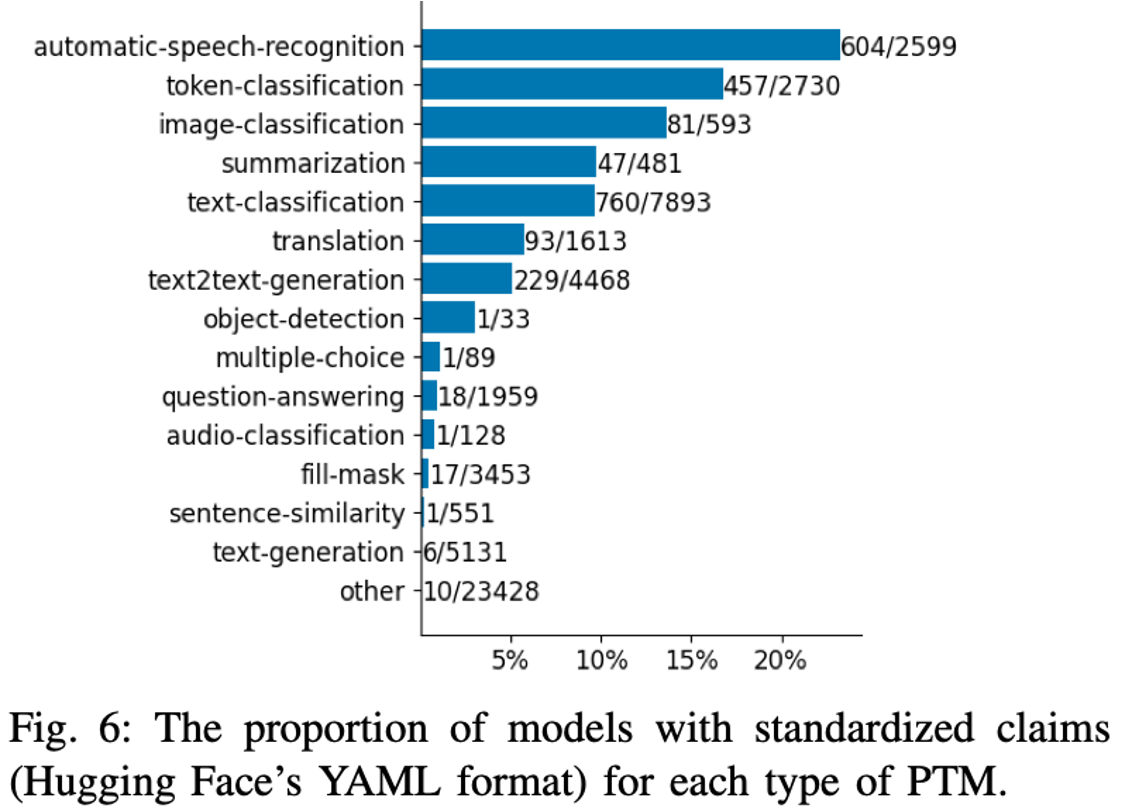 automatic-speech-recognition 604/2599
token-classification 457/2730
image-classification 81/593
summarization 47/481
text-classification 760/7893
translation 93/1613
text2text-generation 229/4468
object-detection 1/33
multiple-choice 1/89
question-answering 18/1959
audio-classification 1/128
fill-mask 17/3453
sentence-similarity 1/551
text-generation 6/5131
other 10/23428
5% 10% 15% 20%
Fig. 6: The proportion of models with standardized claims
(Hugging Face's YAML format) for each type of PTM.